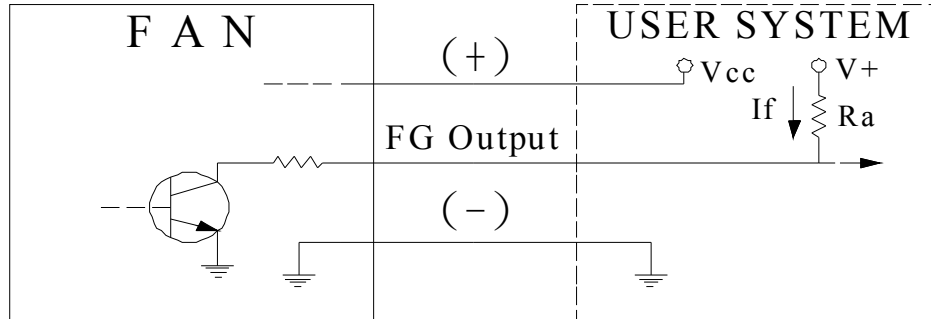 F A N
USER SYSTEM
(+)
Vcc
V+
If
Ra
FG Output
(-)